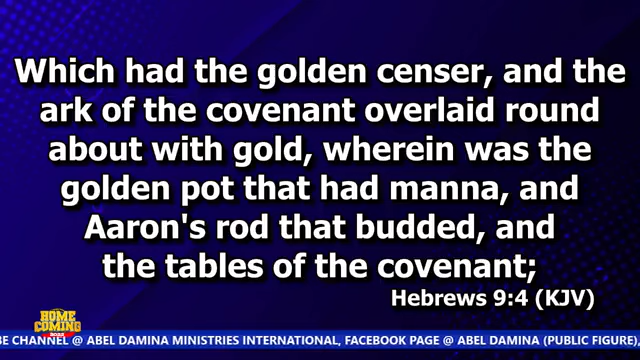 Which had the golden censer, and the
ark of the covenant overlaid round
about with gold, wherein was the
golden pot that had manna, and
Aaron's rod that budded, and
the tables of the covenant;
Hebrews 9:4 (KJV)
HOME
COMING
2022
BE CHANNEL @ ABEL DAMINA MINISTRIES INTERNATIONAL, FACEBOOK PAGE @ ABEL DAMINA (PUBLIC FIGURE),